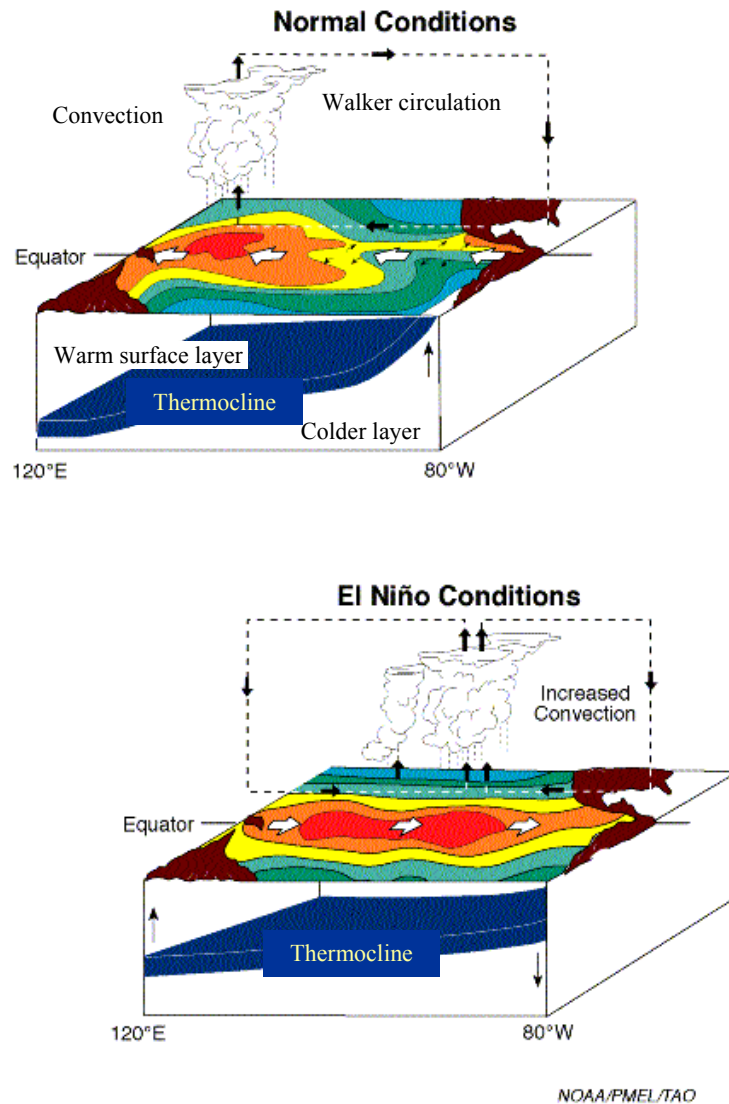 Normal Conditions
Convection
Walker circulation
Equator
Warm surface layer
Thermocline
Colder layer
120°E
80°W
El Niño Conditions
Increased
Convection
Equator
Thermocline
120°E
80°W
NOAA/PMEL/TAO